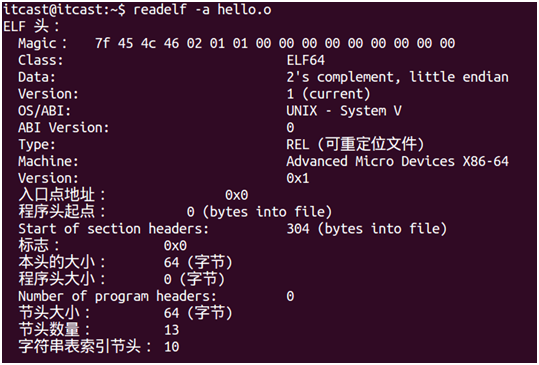 itcast@itcast:~$ readelf -a hello.o
ELF 头：
  Magic：   7f 45 4c 46 02 01 01 00 00 00 00 00 00 00 00 00
  Class:                             ELF64
  Data:                              2's complement, little endian
  Version:                           1 (current)
  OS/ABI:                            UNIX - System V
  ABI Version:                       0
  Type:                              REL (可重定位文件)
  Machine:                           Advanced Micro Devices X86-64
  Version:                           0x1
  入口点地址：              0x0
  程序头起点：          0 (bytes into file)
  Start of section headers:          304 (bytes into file)
  标志：             0x0
  本头的大小：       64 (字节)
  程序头大小：       0 (字节)
  Number of program headers:         0
  节头大小：         64 (字节)
  节头数量：         13
  字符串表索引节头： 10